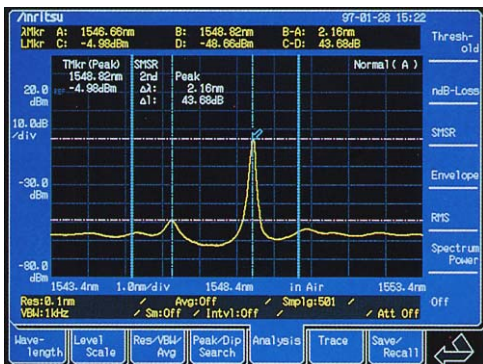 Anritsu 97-01-28 15:22
λMkr A: 1546.66nm B: 1548.82nm B-A: 2.16nm
LMkr C: -4.98dBm D: -48.66dBm C-D: 43.68dB
Thresh-
old
TMkr(Peak) SMSR Normal(A)
1548.82nm 2nd Peak
-4.98dBm Δλ: 2.16nm
Δl: 43.68dB
20.0
dBm
REF
ndB-Loss
10.0dB
/div
SMSR
Envelope
-30.0
dBm
RMS
Spectrum
Power
-80.0
dBm
1543.4nm 1.0nm/div 1548.4nm in Air 1553.4nm
Res:0.1nm / Avg:Off / Smplg:501 /
VBW:1kHz / Sm:Off / Intvl:Off / Att Off
Off
Wave-
length
Level
Scale
Res/VBW/
Avg
Peak/Dip
Search
Analysis
Trace
Save/
Recall